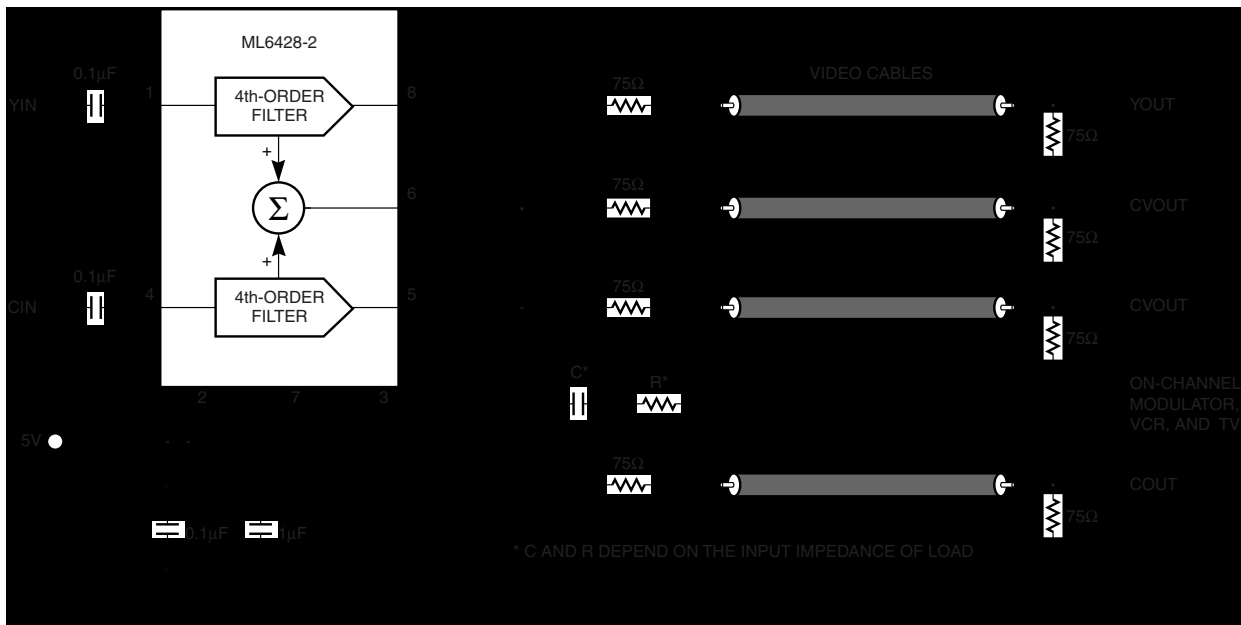 ML6428-2
0.1µF
75Ω
VIDEO CABLES
YIN
1
4th-ORDER
FILTER
8
YOUT
75Ω
+
75Ω
Σ
6
CVOUT
75Ω
+
0.1µF
75Ω
CIN
4
4th-ORDER
FILTER
5
CVOUT
75Ω
C*
R*
2
7
3
ON-CHANNEL
MODULATOR,
VCR, AND TV
5V
75Ω
COUT
75Ω
0.1µF
1µF
* C AND R DEPEND ON THE INPUT IMPEDANCE OF LOAD